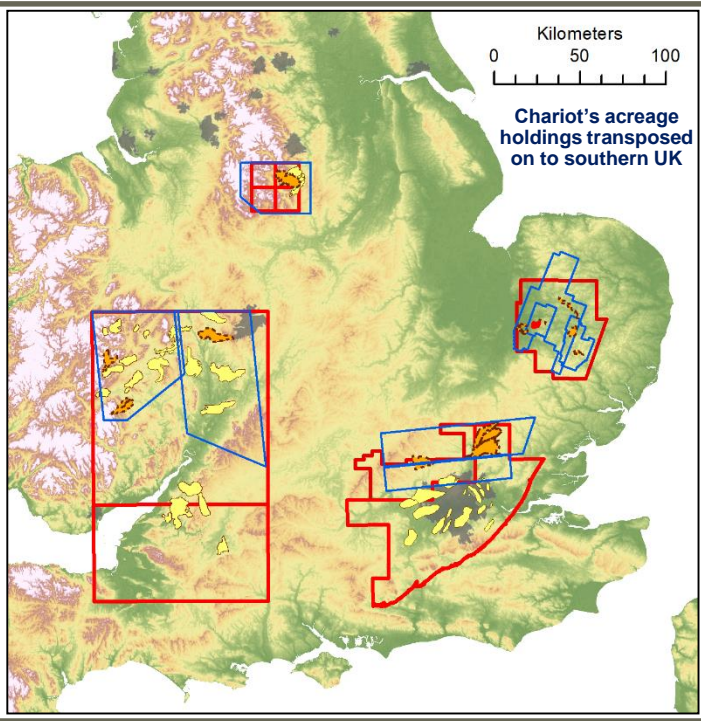 Kilometers
0 50 100
Chariot's acreage
holdings transposed
on to southern UK